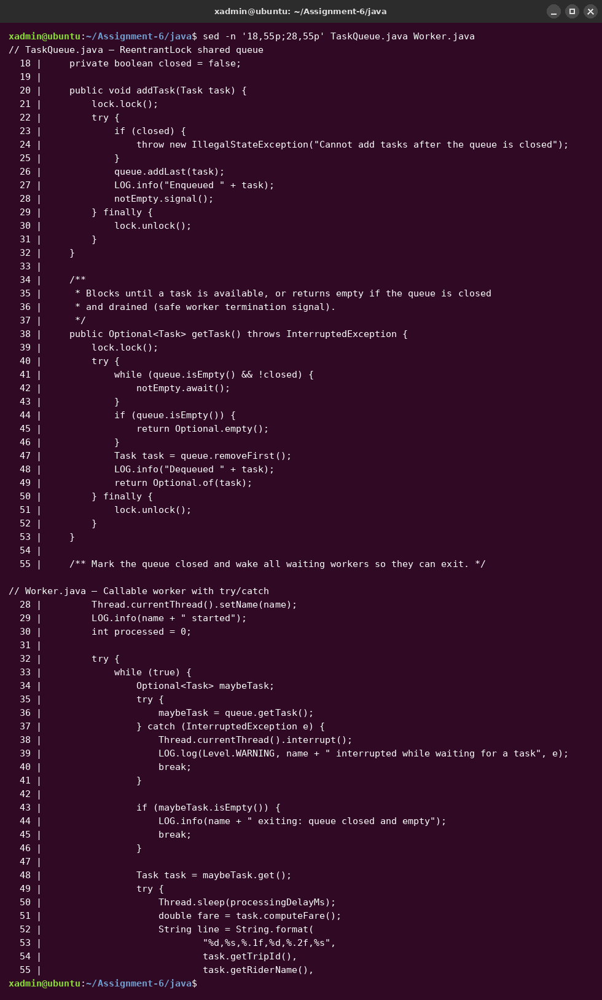 xadmin@ubuntu: ~/Assignment-6/java
xadmin@ubuntu:~/Assignment-6/java$ sed -n '18,55p;28,55p' TaskQueue.java Worker.java
// TaskQueue.java — ReentrantLock shared queue
  18 |     private boolean closed = false;
  19 |
  20 |     public void addTask(Task task) {
  21 |         lock.lock();
  22 |         try {
  23 |             if (closed) {
  24 |                 throw new IllegalStateException("Cannot add tasks after the queue is closed");
  25 |             }
  26 |             queue.addLast(task);
  27 |             LOG.info("Enqueued " + task);
  28 |             notEmpty.signal();
  29 |         } finally {
  30 |             lock.unlock();
  31 |         }
  32 |     }
  33 |
  34 |     /**
  35 |      * Blocks until a task is available, or returns empty if the queue is closed
  36 |      * and drained (safe worker termination signal).
  37 |      */
  38 |     public Optional<Task> getTask() throws InterruptedException {
  39 |         lock.lock();
  40 |         try {
  41 |             while (queue.isEmpty() && !closed) {
  42 |                 notEmpty.await();
  43 |             }
  44 |             if (queue.isEmpty()) {
  45 |                 return Optional.empty();
  46 |             }
  47 |             Task task = queue.removeFirst();
  48 |             LOG.info("Dequeued " + task);
  49 |             return Optional.of(task);
  50 |         } finally {
  51 |             lock.unlock();
  52 |         }
  53 |     }
  54 |
  55 |     /** Mark the queue closed and wake all waiting workers so they can exit. */

// Worker.java — Callable worker with try/catch
  28 |         Thread.currentThread().setName(name);
  29 |         LOG.info(name + " started");
  30 |         int processed = 0;
  31 |
  32 |         try {
  33 |             while (true) {
  34 |                 Optional<Task> maybeTask;
  35 |                 try {
  36 |                     maybeTask = queue.getTask();
  37 |                 } catch (InterruptedException e) {
  38 |                     Thread.currentThread().interrupt();
  39 |                     LOG.log(Level.WARNING, name + " interrupted while waiting for a task", e);
  40 |                     break;
  41 |                 }
  42 |
  43 |                 if (maybeTask.isEmpty()) {
  44 |                     LOG.info(name + " exiting: queue closed and empty");
  45 |                     break;
  46 |                 }
  47 |
  48 |                 Task task = maybeTask.get();
  49 |                 try {
  50 |                     Thread.sleep(processingDelayMs);
  51 |                     double fare = task.computeFare();
  52 |                     String line = String.format(
  53 |                             "%d,%s,%.1f,%d,%.2f,%s",
  54 |                             task.getTripId(),
  55 |                             task.getRiderName(),
xadmin@ubuntu:~/Assignment-6/java$